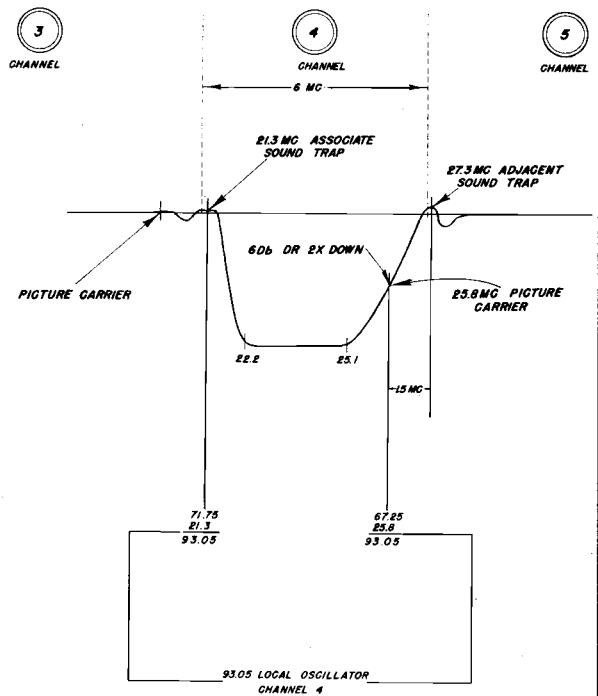 3
4
5
CHANNEL
CHANNEL
CHANNEL
6 MC
21.3 MC ASSOCIATE
SOUND TRAP
27.3 MC ADJACENT
SOUND TRAP
6Db OR 2X DOWN
PICTURE CARRIER
25.8MC PICTURE
CARRIER
22.2
25.1
1.5 MC
71.75
21.3
93.05
67.25
25.8
93.05
93.05 LOCAL OSCILLATOR
CHANNEL 4